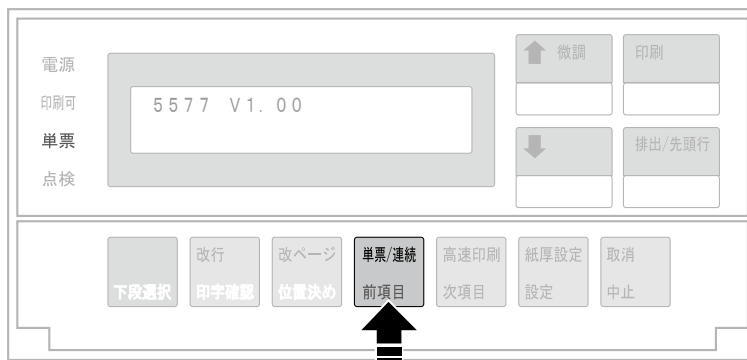 電源
印刷可
単票
点検
5577 V1.00
微調
印刷
排出/先頭行
下段選択
改行
印字確認
改ページ
位置決め
単票/連続
前項目
高速印刷
次項目
紙厚設定
設定
取消
中止